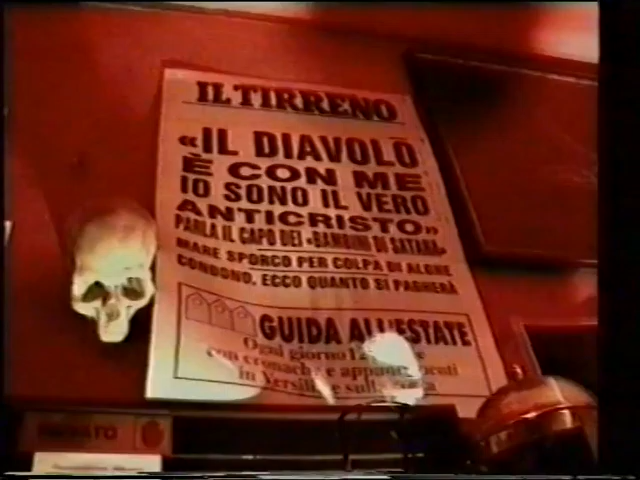 IL TIRRENO
«IL DIAVOLO
È CON ME
IO SONO IL VERO
ANTICRISTO»
PARLA IL CAPO DEI «BAMBINI DI SATANA»
MARE SPORCO PER COLPA DI ALGHE
CONDONO, ECCO QUANTO SI PAGHERÀ
GUIDA ALL'ESTATE
Ogni giorno
con cronache e appuntamenti
in Versilia e sulla